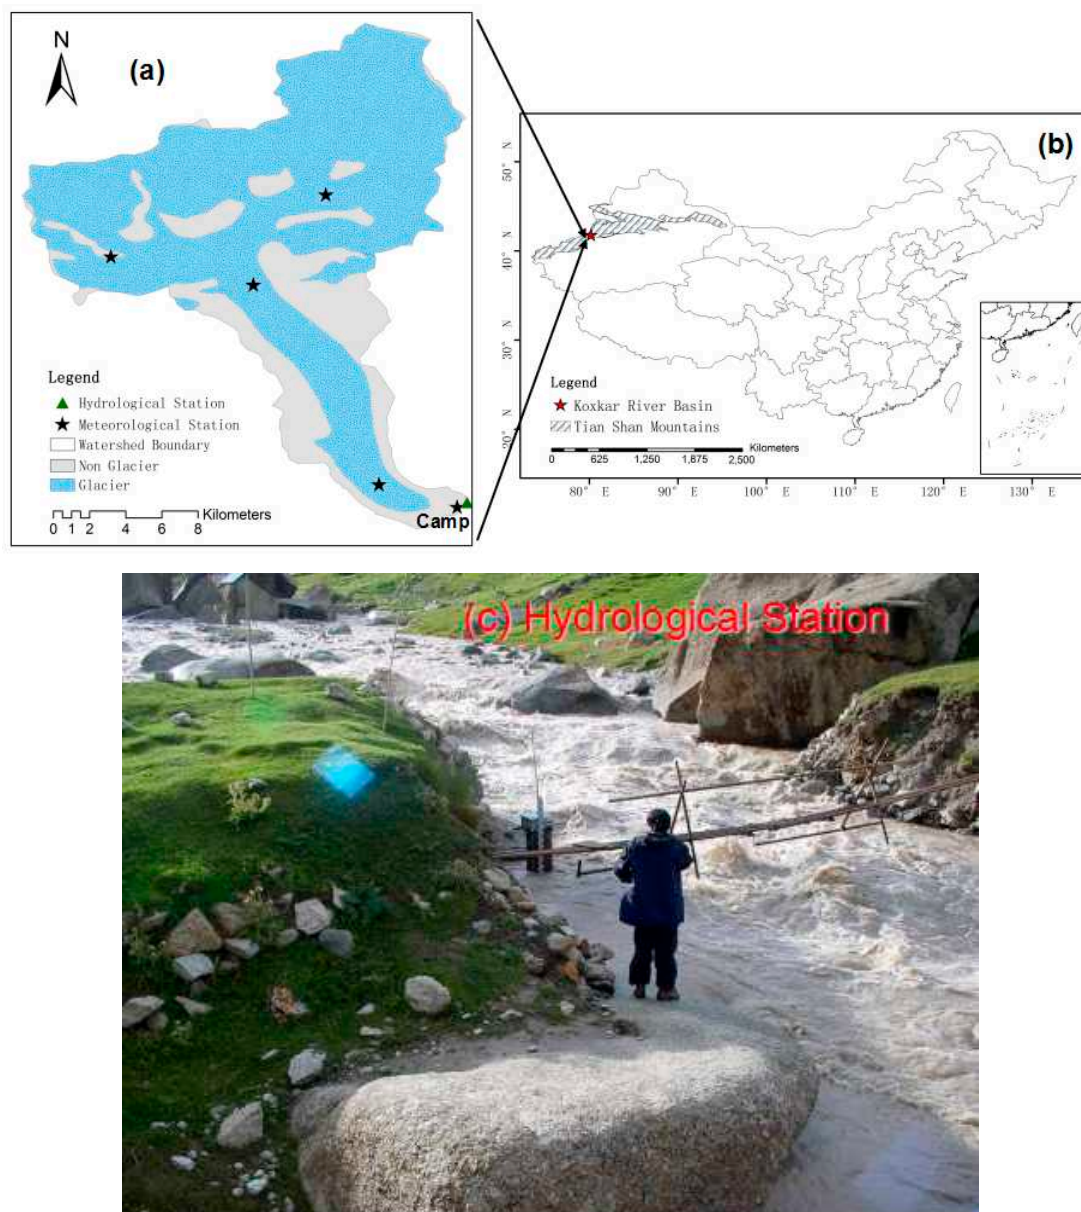 N
(a)
Legend
Hydrological Station
Meteorological Station
Watershed Boundary
Non Glacier
Glacier
Kilometers
0 1 2 4 6 8
Camp
(b)
50° N
40° N
30° N
20° N
Legend
Koxkar River Basin
Tian Shan Mountains
Kilometers
0 625 1,250 1,875 2,500
80° E 90° E 100° E 110° E 120° E 130° E
(c) Hydrological Station